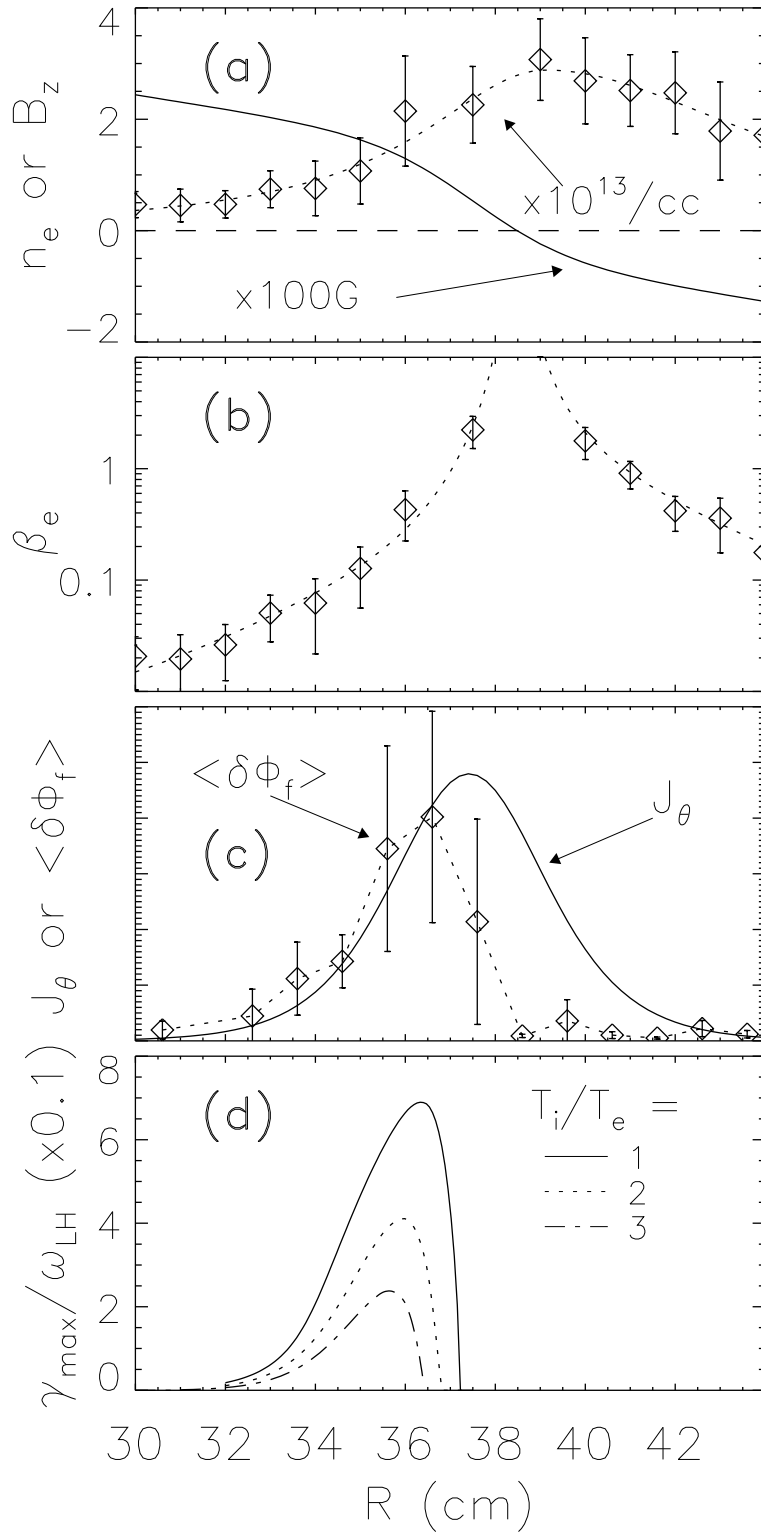 (a)
n_e or B_z
4
2
0
−2
x10^13/cc
x100G
(b)
β_e
1
0.1
(c)
J_θ or <δΦ_f>
<δΦ_f>
J_θ
(d)
γ_max/ω_LH (x0.1)
8
6
4
2
0
T_i/T_e =
1
2
3
30 32 34 36 38 40 42
R (cm)